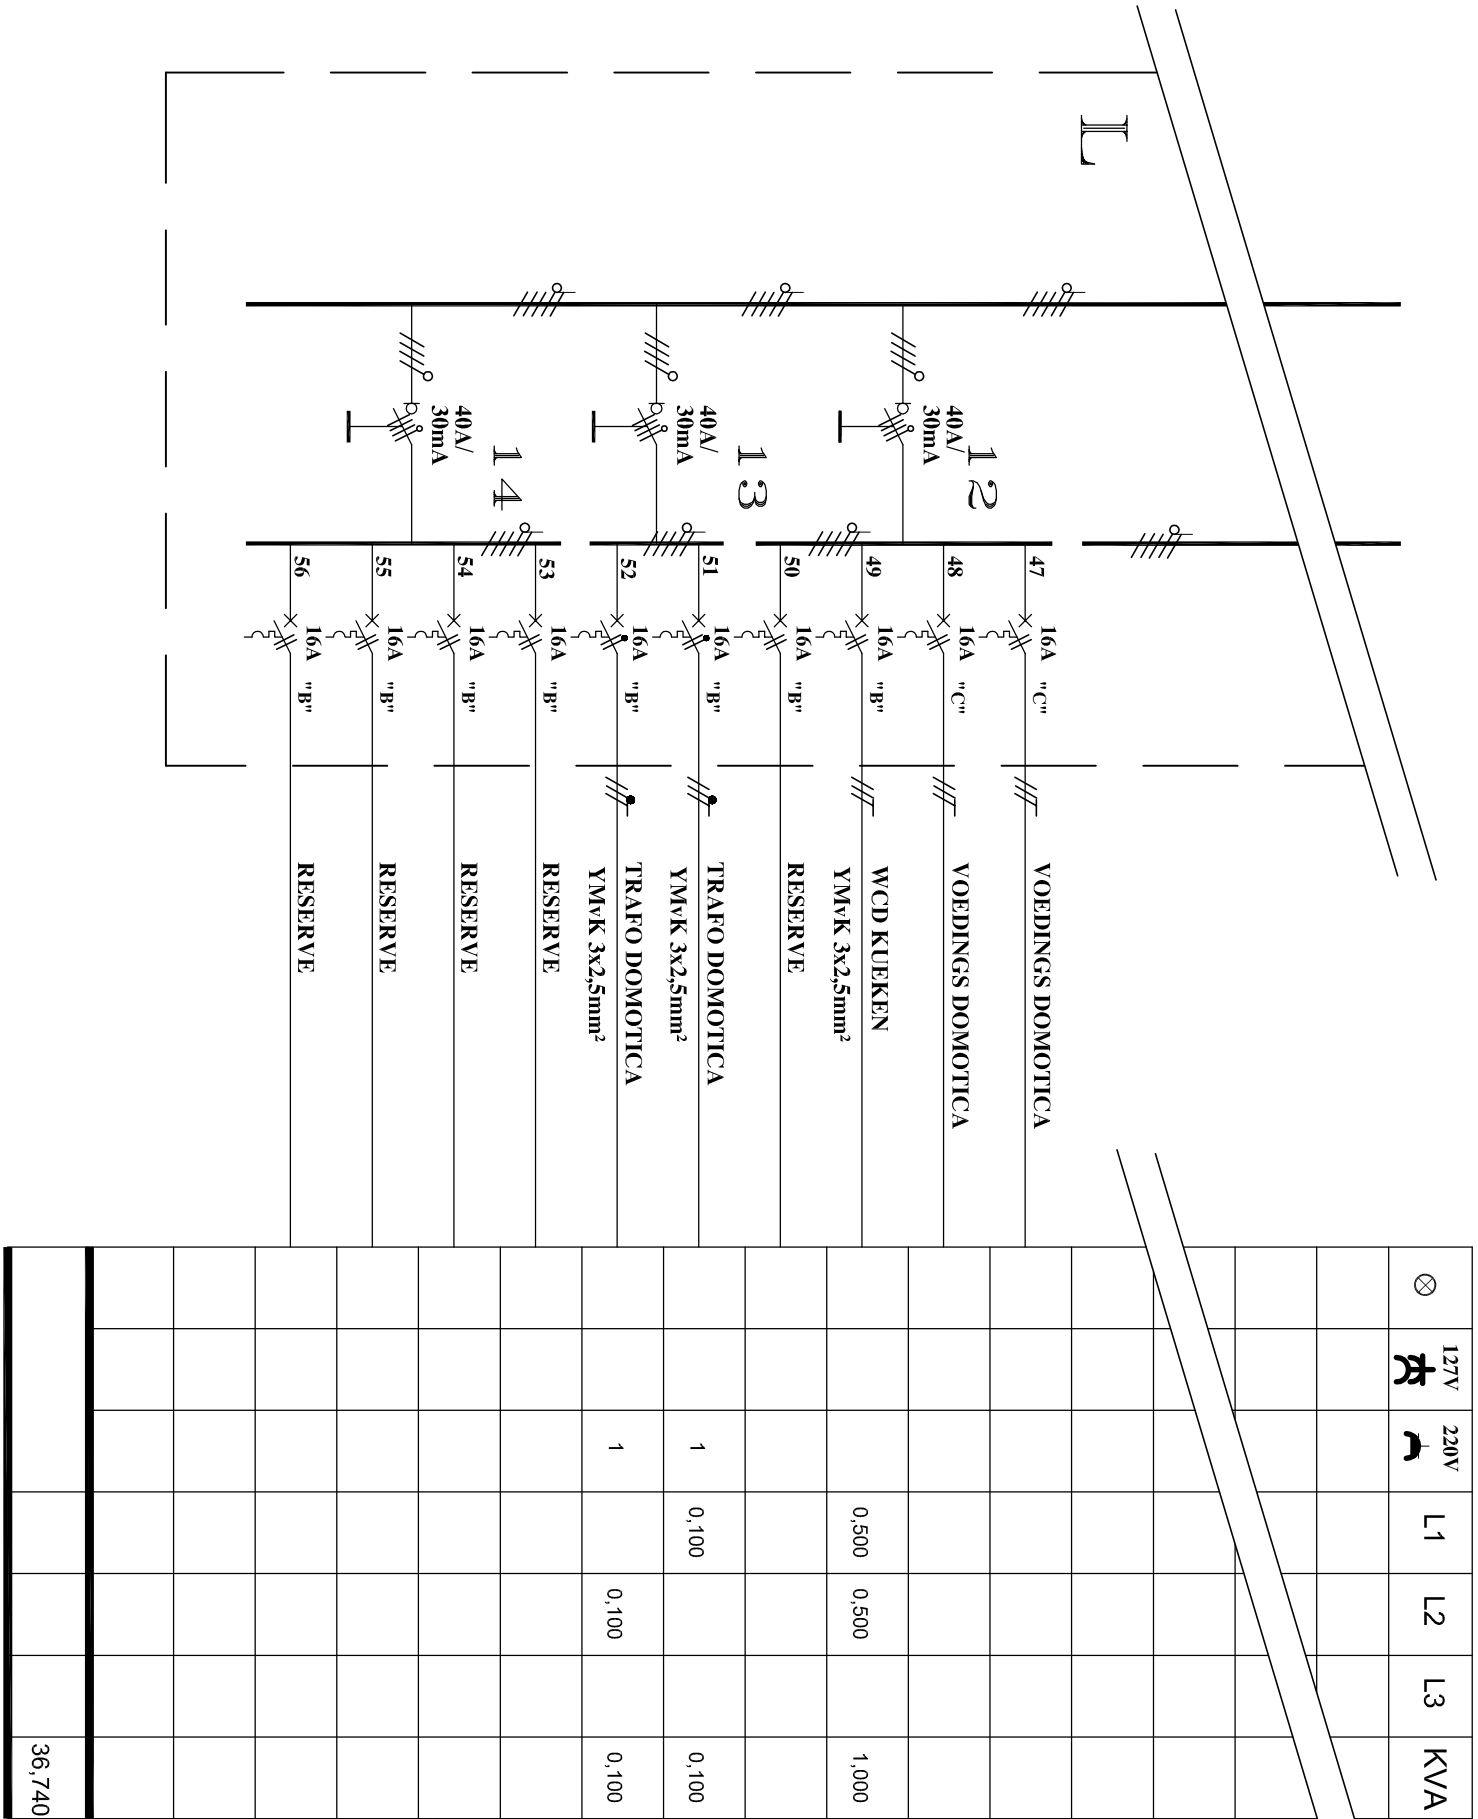 L
12
40A/
30mA
13
40A/
30mA
14
40A/
30mA
47 16A "C" VOEDINGS DOMOTICA
48 16A "C" VOEDINGS DOMOTICA
49 16A "B" WCD KUEKEN
YMvK 3x2,5mm²
50 16A "B" RESERVE
51 16A "B" TRAFO DOMOTICA
YMvK 3x2,5mm²
52 16A "B" TRAFO DOMOTICA
YMvK 3x2,5mm²
53 16A "B" RESERVE
54 16A "B" RESERVE
55 16A "B" RESERVE
56 16A "B" RESERVE
127V 220V L1 L2 L3 KVA
0,500 0,500 1,000
1 0,100 0,100
1 0,100 0,100
36,740